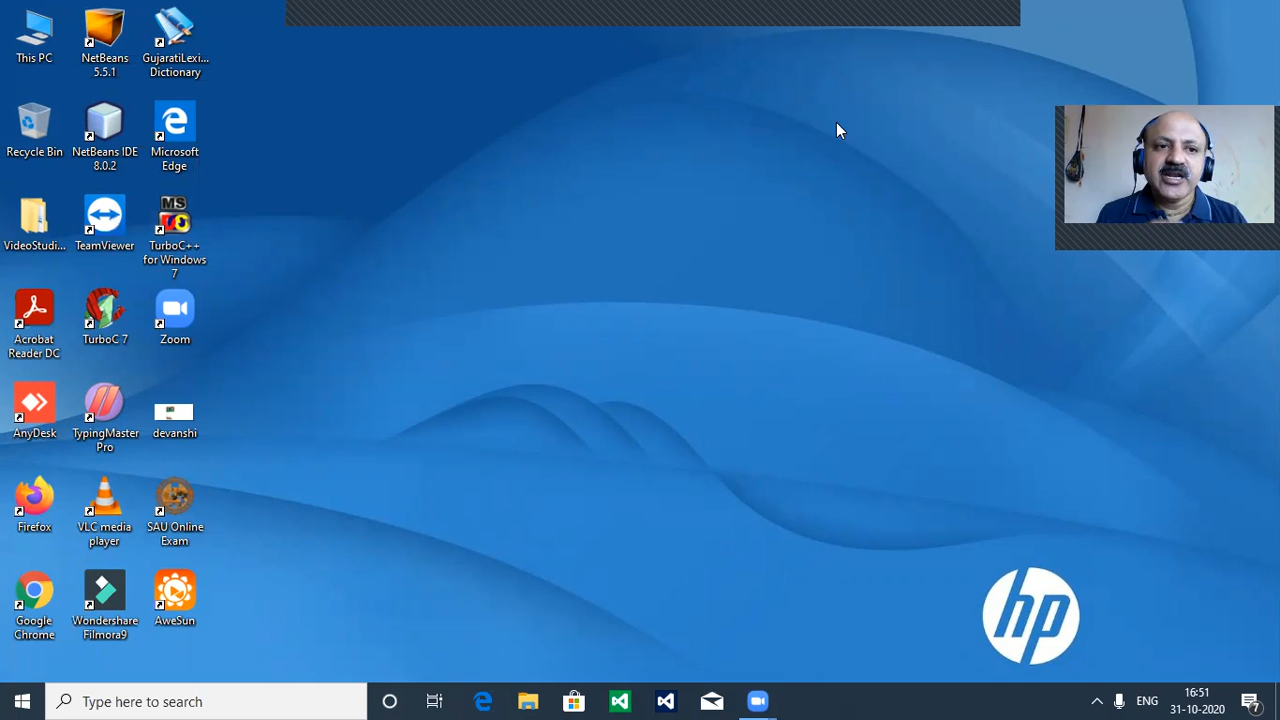 This PC
NetBeans
5.5.1
GujaratiLexi...
Dictionary
Recycle Bin
NetBeans IDE
8.0.2
Microsoft
Edge
VideoStudi...
TeamViewer
MS
TurboC++
for Windows
7
Acrobat
Reader DC
TurboC 7
Zoom
AnyDesk
TypingMaster
Pro
devanshi
Firefox
VLC media
player
SAU Online
Exam
Google
Chrome
Wondershare
Filmora9
AweSun
hp
Type here to search
ENG
16:51
31-10-2020
7